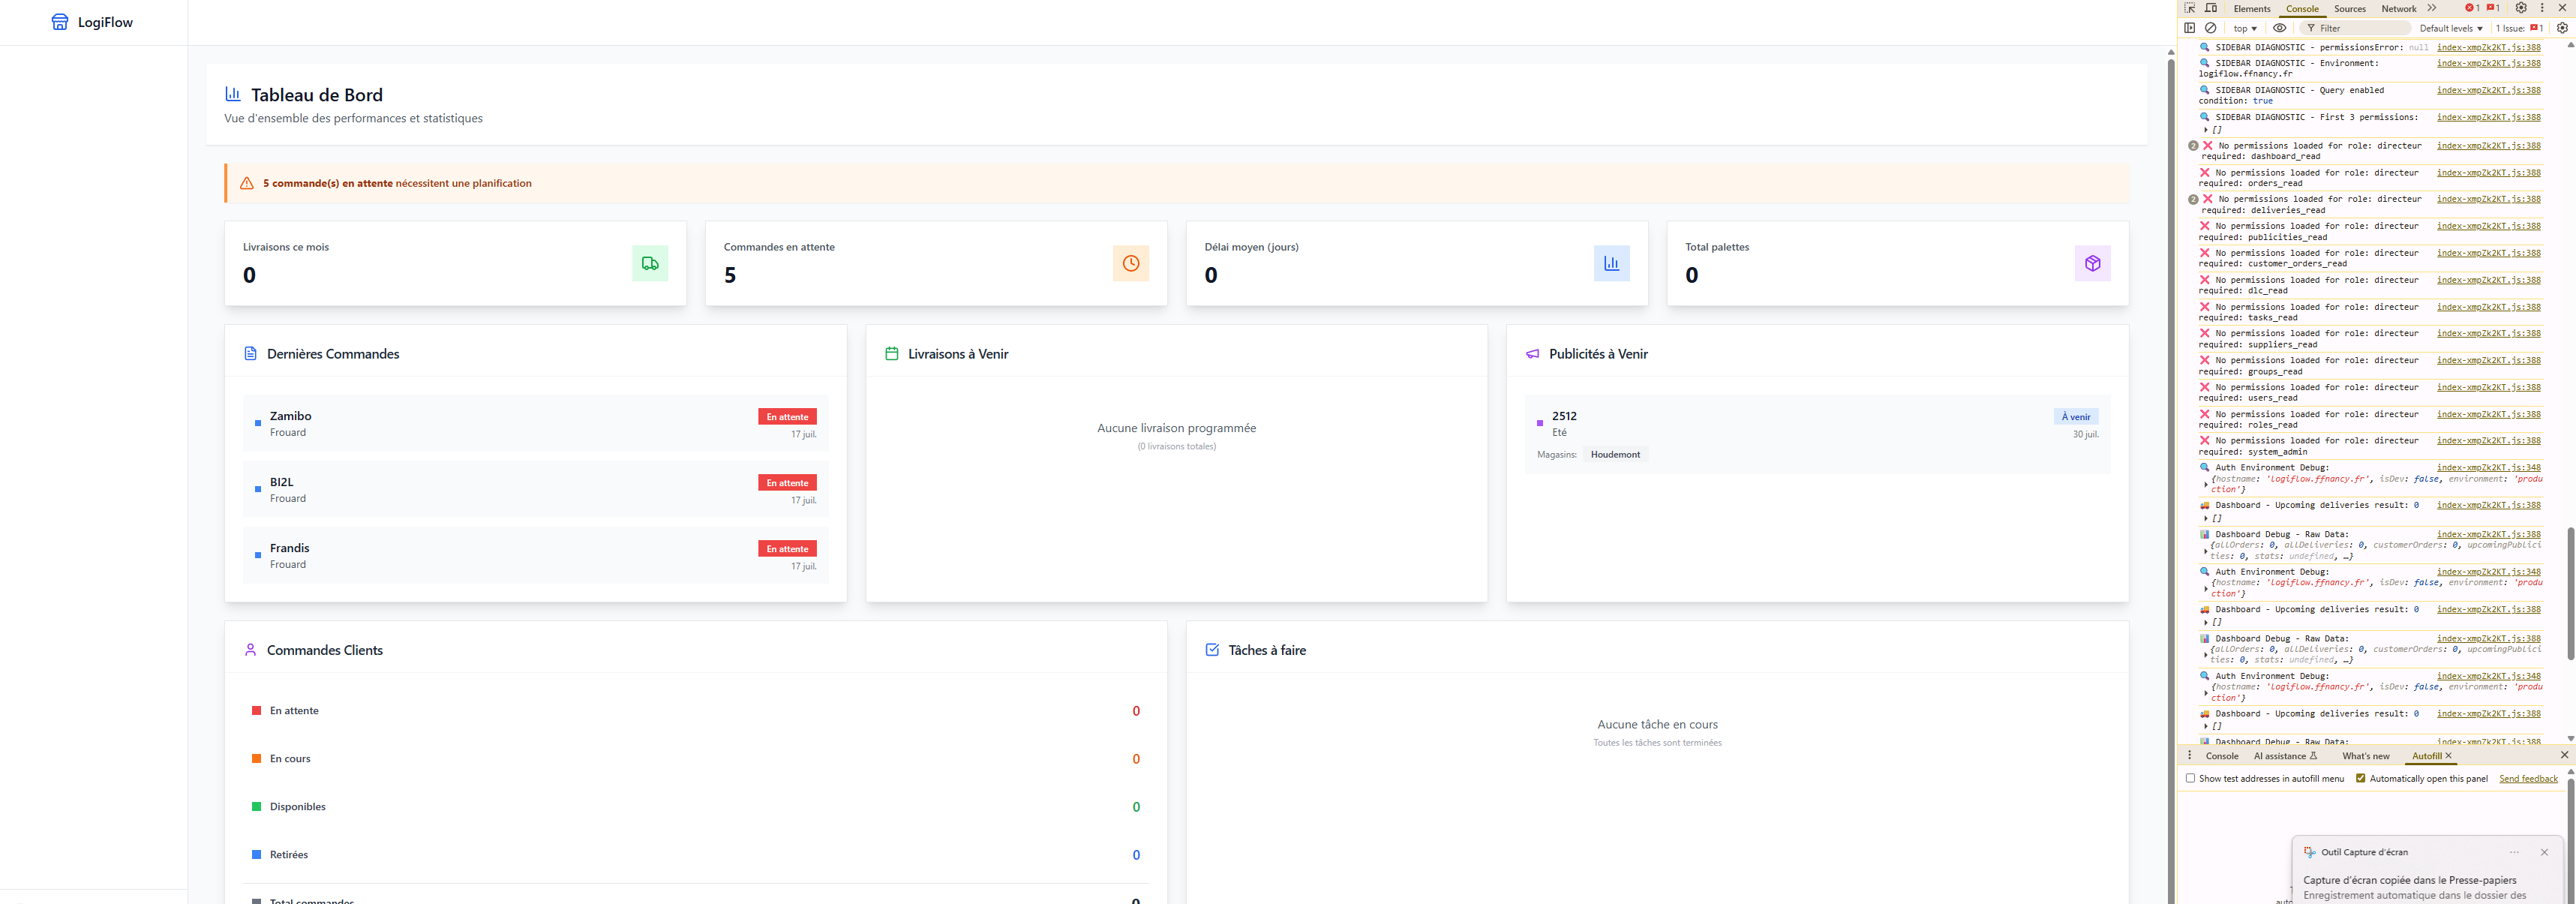 LogiFlow
Tableau de Bord
Vue d'ensemble des performances et statistiques
5 commande(s) en attente nécessitent une planification
Livraisons ce mois
0
Commandes en attente
5
Délai moyen (jours)
0
Total palettes
0
Dernières Commandes
Zamibo
Frouard
En attente
17 juil.
BI2L
Frouard
En attente
17 juil.
Frandis
Frouard
En attente
17 juil.
Livraisons à Venir
Aucune livraison programmée
(0 livraisons totales)
Publicités à Venir
2512
Eté
À venir
30 juil.
Magasins: Houdemont
Commandes Clients
En attente 0
En cours 0
Disponibles 0
Retirées 0
Total commandes 0
Tâches à faire
Aucune tâche en cours
Toutes les tâches sont terminées
Elements Console Sources Network 1 1
top Filter Default levels 1 Issue: 1
SIDEBAR DIAGNOSTIC - permissionsError: null index-xmpZk2KT.js:388
SIDEBAR DIAGNOSTIC - Environment: index-xmpZk2KT.js:388
logiflow.ffnancy.fr
SIDEBAR DIAGNOSTIC - Query enabled index-xmpZk2KT.js:388
condition: true
SIDEBAR DIAGNOSTIC - First 3 permissions: index-xmpZk2KT.js:388
[]
2 No permissions loaded for role: directeur index-xmpZk2KT.js:388
required: dashboard_read
No permissions loaded for role: directeur index-xmpZk2KT.js:388
required: orders_read
2 No permissions loaded for role: directeur index-xmpZk2KT.js:388
required: deliveries_read
No permissions loaded for role: directeur index-xmpZk2KT.js:388
required: publicities_read
No permissions loaded for role: directeur index-xmpZk2KT.js:388
required: customer_orders_read
No permissions loaded for role: directeur index-xmpZk2KT.js:388
required: dlc_read
No permissions loaded for role: directeur index-xmpZk2KT.js:388
required: tasks_read
No permissions loaded for role: directeur index-xmpZk2KT.js:388
required: suppliers_read
No permissions loaded for role: directeur index-xmpZk2KT.js:388
required: groups_read
No permissions loaded for role: directeur index-xmpZk2KT.js:388
required: users_read
No permissions loaded for role: directeur index-xmpZk2KT.js:388
required: roles_read
No permissions loaded for role: directeur index-xmpZk2KT.js:388
required: system_admin
Auth Environment Debug: index-xmpZk2KT.js:348
{hostname: 'logiflow.ffnancy.fr', isDev: false, environment: 'produ
ction'}
Dashboard - Upcoming deliveries result: 0 index-xmpZk2KT.js:388
[]
Dashboard Debug - Raw Data: index-xmpZk2KT.js:388
{allOrders: 0, allDeliveries: 0, customerOrders: 0, upcomingPublici
ties: 0, stats: undefined, …}
Auth Environment Debug: index-xmpZk2KT.js:348
{hostname: 'logiflow.ffnancy.fr', isDev: false, environment: 'produ
ction'}
Dashboard - Upcoming deliveries result: 0 index-xmpZk2KT.js:388
[]
Dashboard Debug - Raw Data: index-xmpZk2KT.js:388
{allOrders: 0, allDeliveries: 0, customerOrders: 0, upcomingPublici
ties: 0, stats: undefined, …}
Auth Environment Debug: index-xmpZk2KT.js:348
{hostname: 'logiflow.ffnancy.fr', isDev: false, environment: 'produ
ction'}
Dashboard - Upcoming deliveries result: 0 index-xmpZk2KT.js:388
[]
Dashboard Debug - Raw Data: index-xmpZk2KT.js:388
Console AI assistance What's new Autofill
Show test addresses in autofill menu Automatically open this panel Send feedback
Outil Capture d'écran
Capture d'écran copiée dans le Presse-papiers
Enregistrement automatique dans le dossier des